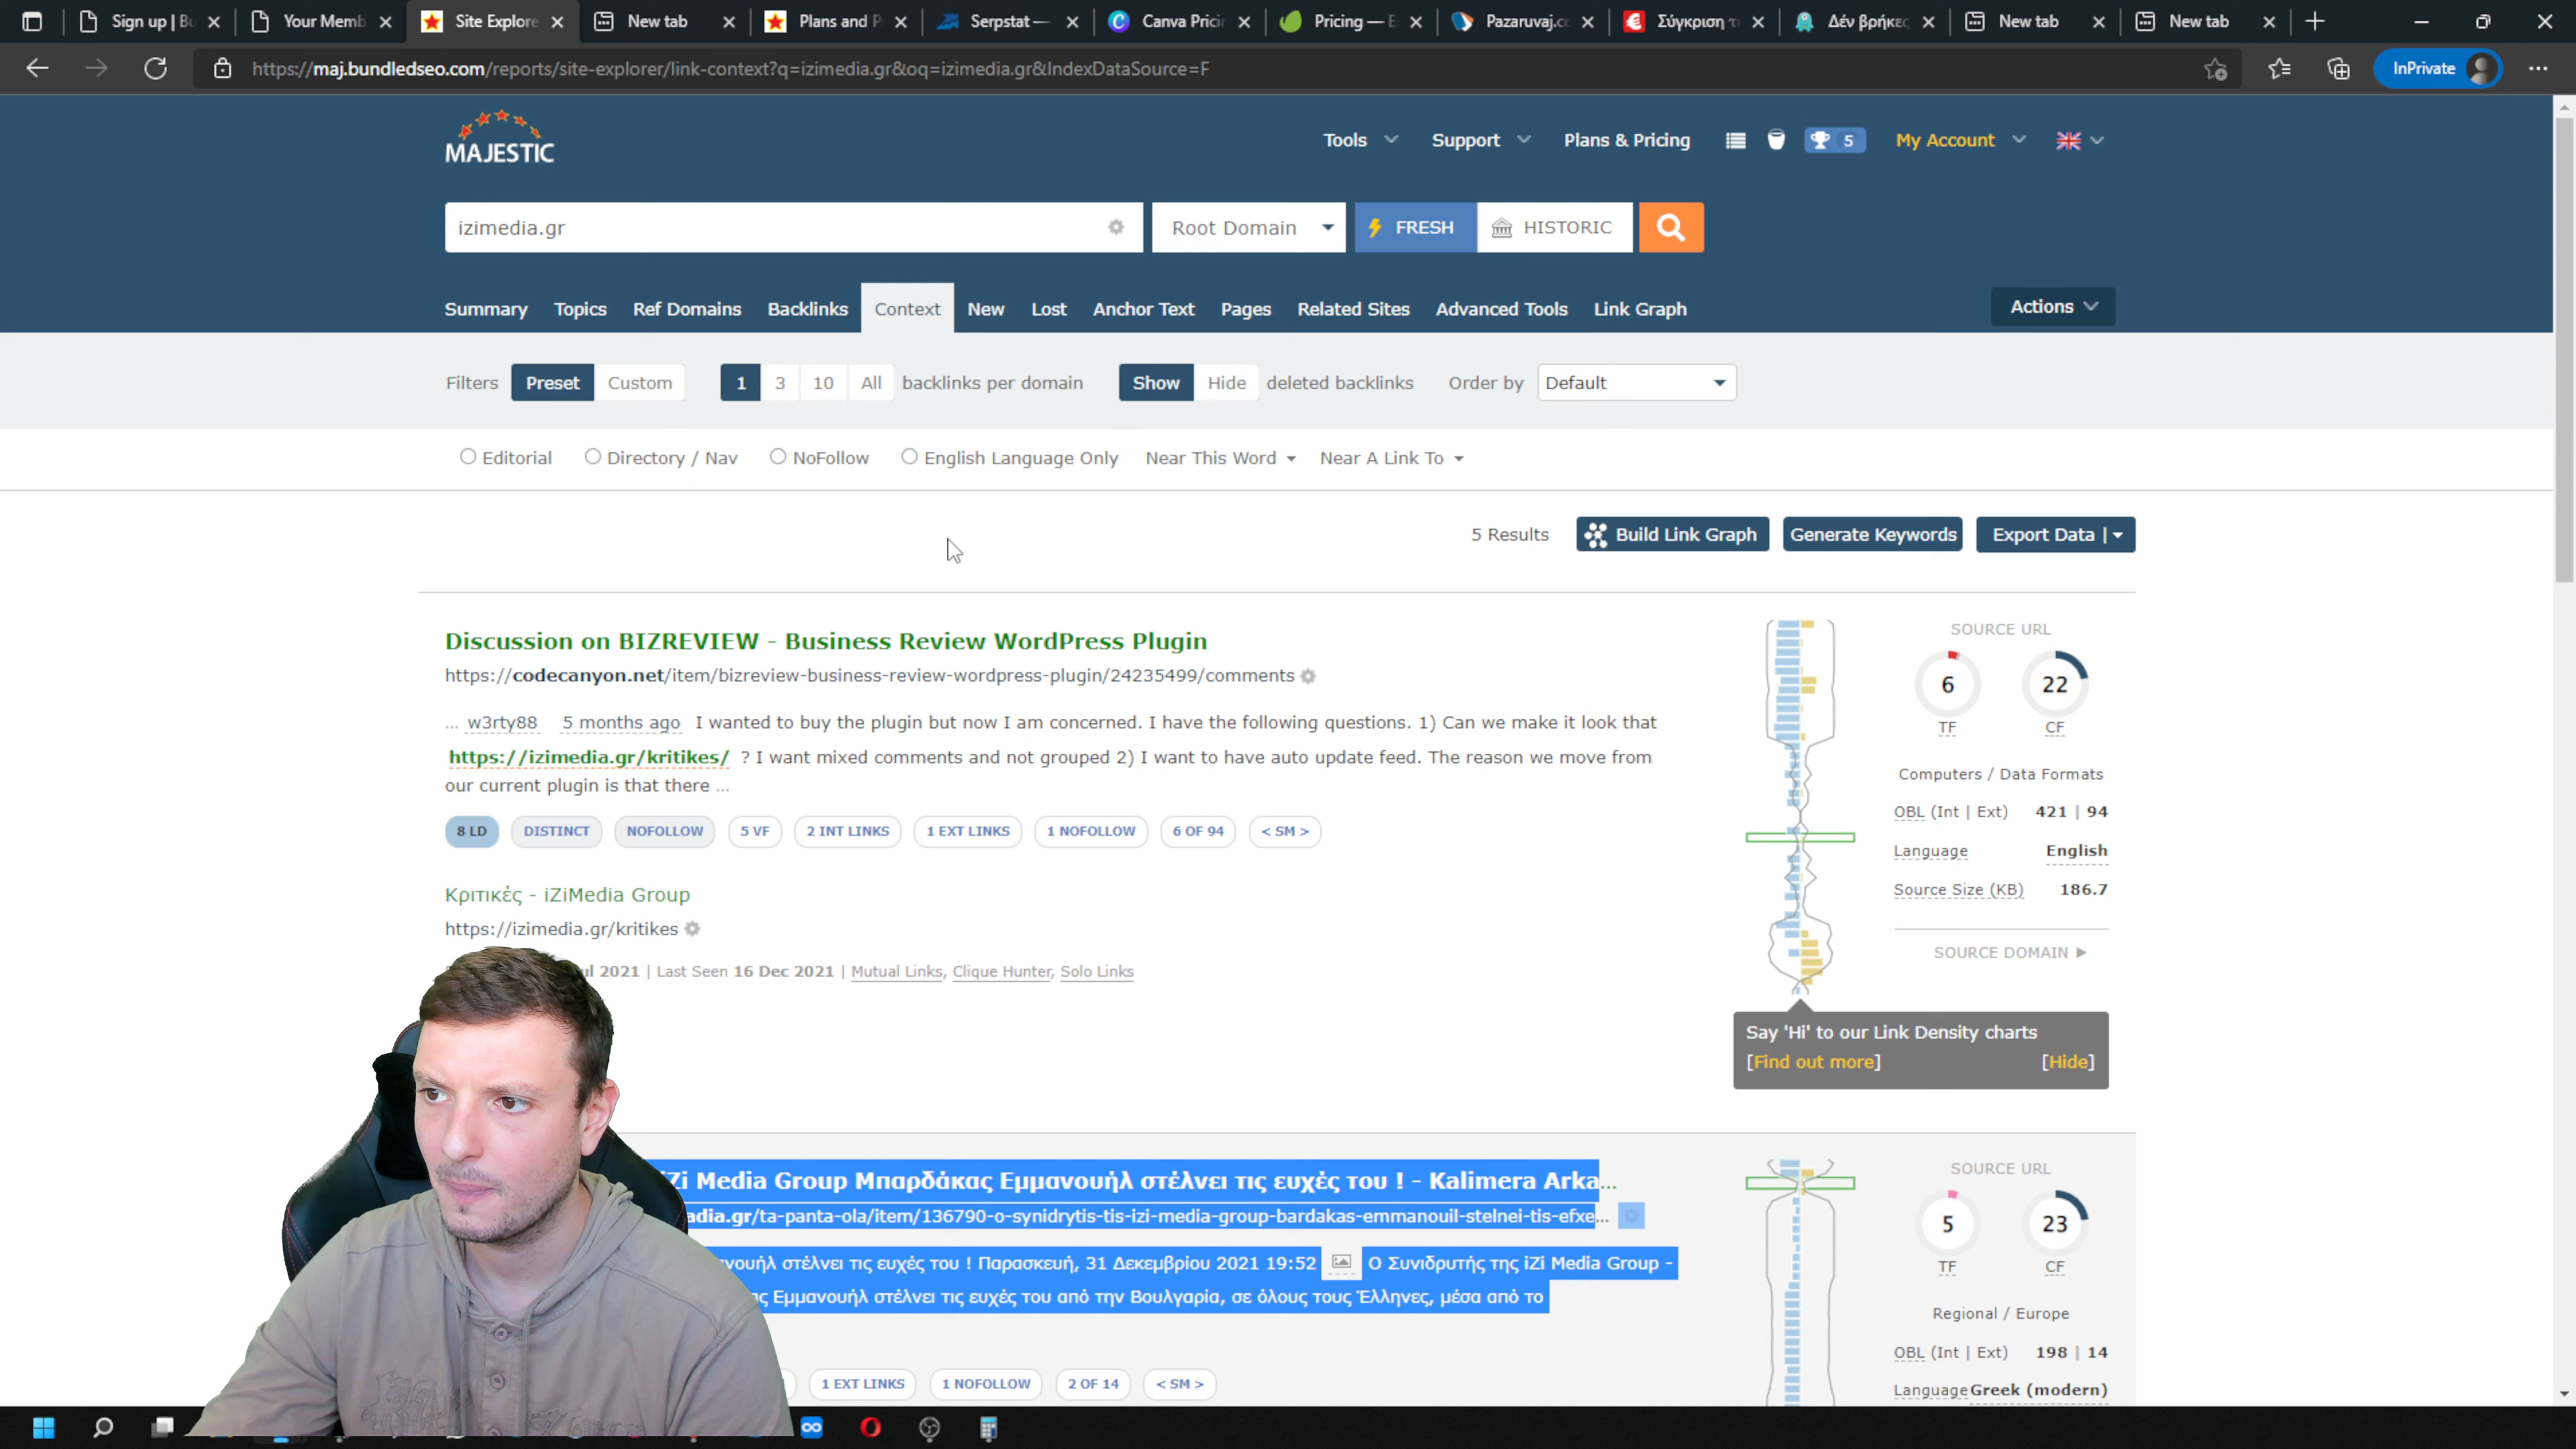 Sign up | Bu
Your Memb
Site Explore
New tab
Plans and P
Serpstat —
Canva Prici
Pricing — E
Pazaruvaj.co
Σύγκριση τι
Δέν βρήκες
New tab
New tab
https://maj.bundledseo.com/reports/site-explorer/link-context?q=izimedia.gr&oq=izimedia.gr&IndexDataSource=F
InPrivate
MAJESTIC
Tools Support Plans & Pricing 5 My Account
izimedia.gr Root Domain FRESH HISTORIC
Summary Topics Ref Domains Backlinks Context New Lost Anchor Text Pages Related Sites Advanced Tools Link Graph Actions
Filters Preset Custom 1 3 10 All backlinks per domain Show Hide deleted backlinks Order by Default
Editorial Directory / Nav NoFollow English Language Only Near This Word Near A Link To
5 Results Build Link Graph Generate Keywords Export Data |
Discussion on BIZREVIEW - Business Review WordPress Plugin
https://codecanyon.net/item/bizreview-business-review-wordpress-plugin/24235499/comments
... w3rty88 5 months ago I wanted to buy the plugin but now I am concerned. I have the following questions. 1) Can we make it look that
https://izimedia.gr/kritikes/ ? I want mixed comments and not grouped 2) I want to have auto update feed. The reason we move from
our current plugin is that there ...
8 LD DISTINCT NOFOLLOW 5 VF 2 INT LINKS 1 EXT LINKS 1 NOFOLLOW 6 OF 94 < SM >
Κριτικές - iZiMedia Group
https://izimedia.gr/kritikes
2021 | Last Seen 16 Dec 2021 | Mutual Links, Clique Hunter, Solo Links
SOURCE URL
6 22
TF CF
Computers / Data Formats
OBL (Int | Ext) 421 | 94
Language English
Source Size (KB) 186.7
SOURCE DOMAIN ▶
Say 'Hi' to our Link Density charts
[Find out more] [Hide]
iZi Media Group Μπαρδάκας Εμμανουήλ στέλνει τις ευχές του ! - Kalimera Arka...
adia.gr/ta-panta-ola/item/136790-o-synidrytis-tis-izi-media-group-bardakas-emmanouil-stelnei-tis-efxe...
νουήλ στέλνει τις ευχές του ! Παρασκευή, 31 Δεκεμβρίου 2021 19:52 Ο Συνιδρυτής της iZi Media Group -
ς Εμμανουήλ στέλνει τις ευχές του από την Βουλγαρία, σε όλους τους Έλληνες, μέσα από το
1 EXT LINKS 1 NOFOLLOW 2 OF 14 < SM >
SOURCE URL
5 23
TF CF
Regional / Europe
OBL (Int | Ext) 198 | 14
Language Greek (modern)